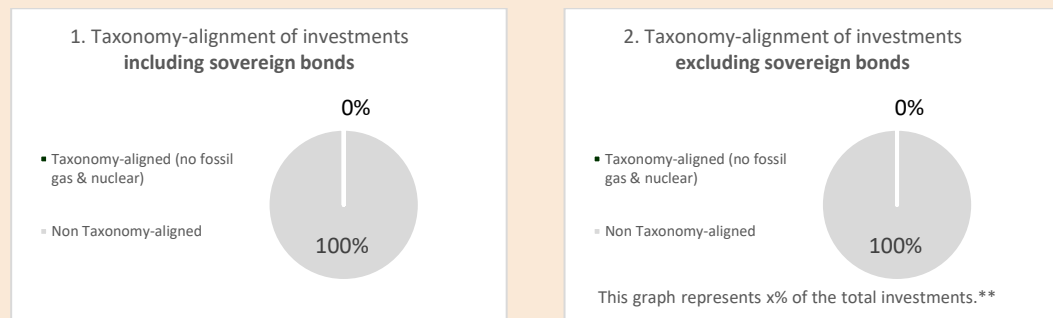 1. Taxonomy-alignment of investments
including sovereign bonds
0%
Taxonomy-aligned (no fossil
gas & nuclear)
Non Taxonomy-aligned
100%
2. Taxonomy-alignment of investments
excluding sovereign bonds
0%
Taxonomy-aligned (no fossil
gas & nuclear)
Non Taxonomy-aligned
100%
This graph represents x% of the total investments.**